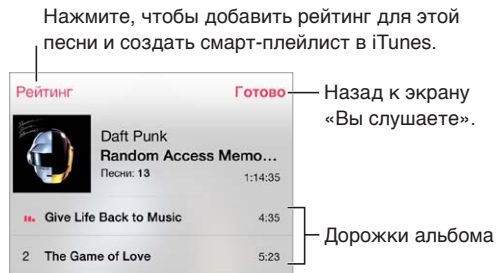 Нажмите, чтобы добавить рейтинг для этой
песни и создать смарт-плейлист в iTunes.
Рейтинг
Готово
Назад к экрану
«Вы слушаете».
Daft Punk
Random Access Memo...
Песни: 13
1:14:35
Give Life Back to Music 4:35
2 The Game of Love 5:23
Дорожки альбома